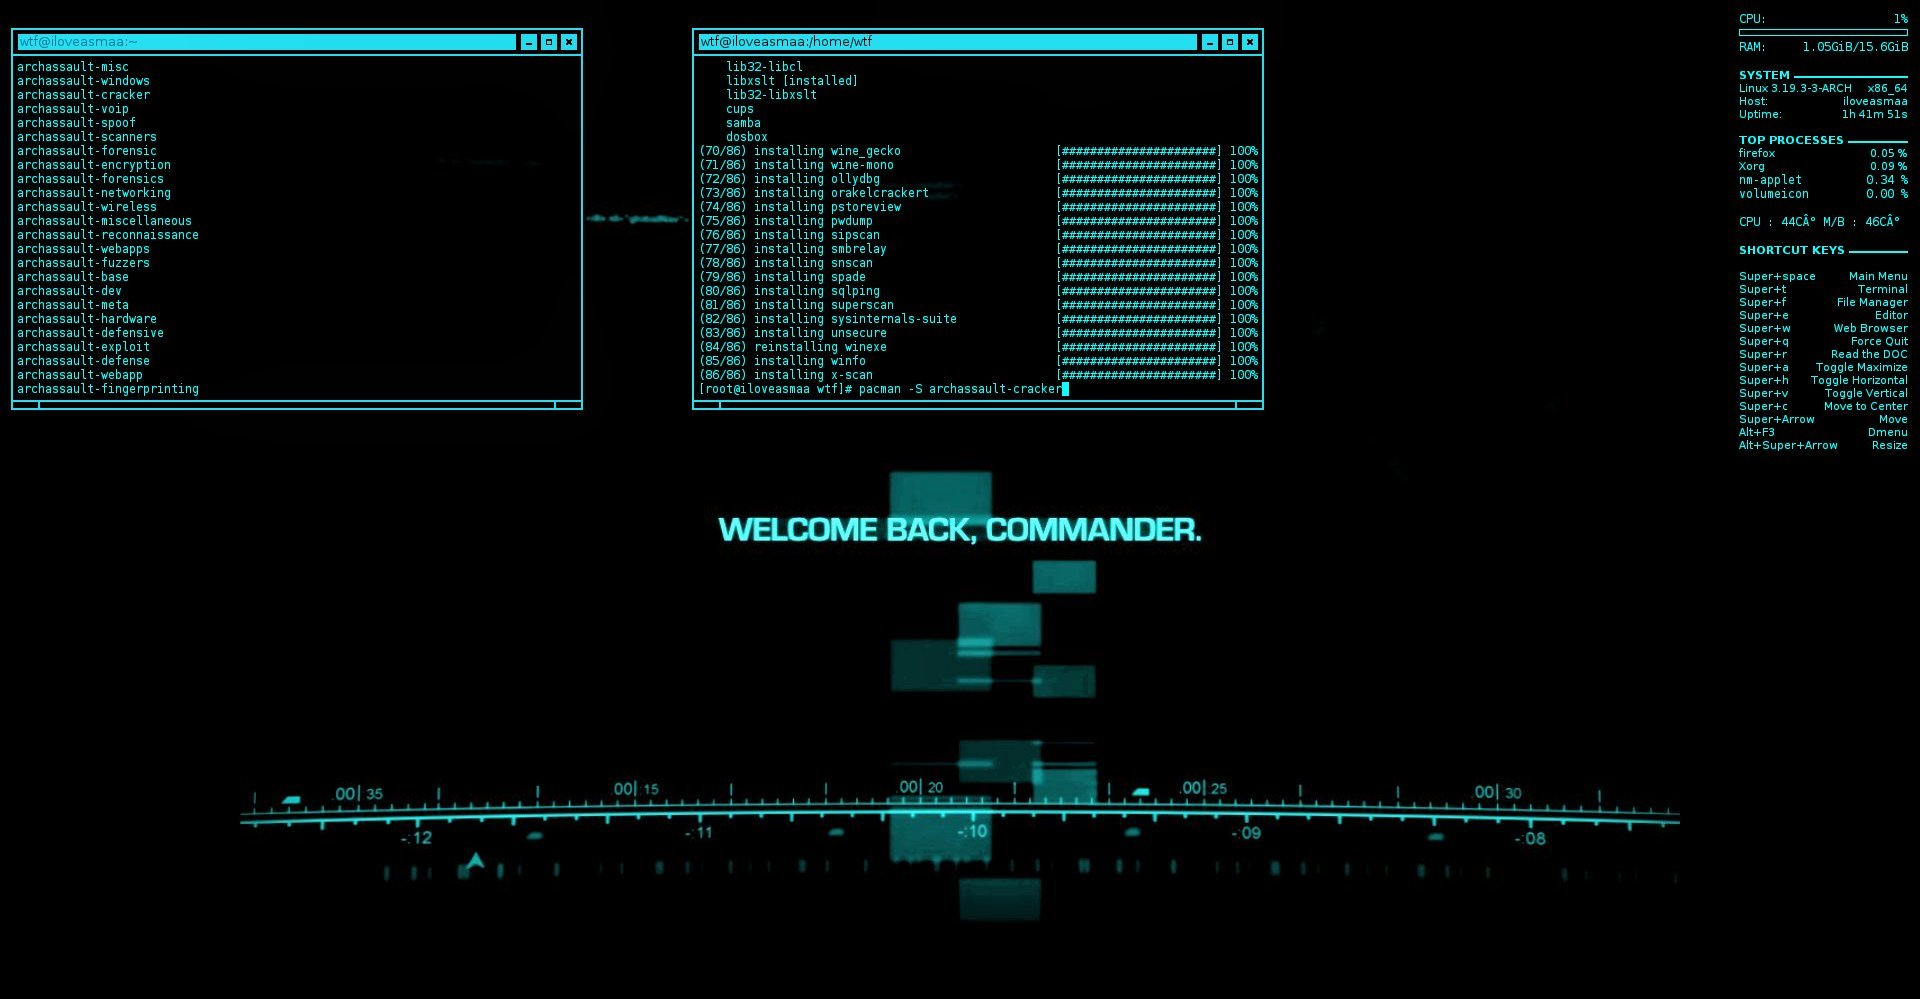 wtf@iloveasmaa:~
archassault-misc
archassault-windows
archassault-cracker
archassault-voip
archassault-spoof
archassault-scanners
archassault-forensic
archassault-encryption
archassault-forensics
archassault-networking
archassault-wireless
archassault-miscellaneous
archassault-reconnaissance
archassault-webapps
archassault-fuzzers
archassault-base
archassault-dev
archassault-meta
archassault-hardware
archassault-defensive
archassault-exploit
archassault-defense
archassault-webapp
archassault-fingerprinting
wtf@iloveasmaa:/home/wtf
lib32-libcl
libxslt [installed]
lib32-libxslt
cups
samba
dosbox
(70/86) installing wine_gecko [######################] 100%
(71/86) installing wine-mono [######################] 100%
(72/86) installing ollydbg [######################] 100%
(73/86) installing orakelcrackert [######################] 100%
(74/86) installing pstoreview [######################] 100%
(75/86) installing pwdump [######################] 100%
(76/86) installing sipscan [######################] 100%
(77/86) installing smbrelay [######################] 100%
(78/86) installing snscan [######################] 100%
(79/86) installing spade [######################] 100%
(80/86) installing sqlping [######################] 100%
(81/86) installing superscan [######################] 100%
(82/86) installing sysinternals-suite [######################] 100%
(83/86) installing unsecure [######################] 100%
(84/86) reinstalling winexe [######################] 100%
(85/86) installing winfo [######################] 100%
(86/86) installing x-scan [######################] 100%
[root@iloveasmaa wtf]# pacman -S archassault-cracker
CPU: 1%
RAM: 1.05GiB/15.6GiB
SYSTEM
Linux 3.19.3-3-ARCH x86_64
Host: iloveasmaa
Uptime: 1h 41m 51s
TOP PROCESSES
firefox 0.05 %
Xorg 0.09 %
nm-applet 0.34 %
volumeicon 0.00 %
CPU : 44CÂ° M/B : 46CÂ°
SHORTCUT KEYS
Super+space Main Menu
Super+t Terminal
Super+f File Manager
Super+e Editor
Super+w Web Browser
Super+q Force Quit
Super+r Read the DOC
Super+a Toggle Maximize
Super+h Toggle Horizontal
Super+v Toggle Vertical
Super+c Move to Center
Super+Arrow Move
Alt+F3 Dmenu
Alt+Super+Arrow Resize
WELCOME BACK, COMMANDER.
.00| 35 .00| 15 .00| 20 .00| 25 .00| 30
-:12 -:11 -:10 -:09 -:08